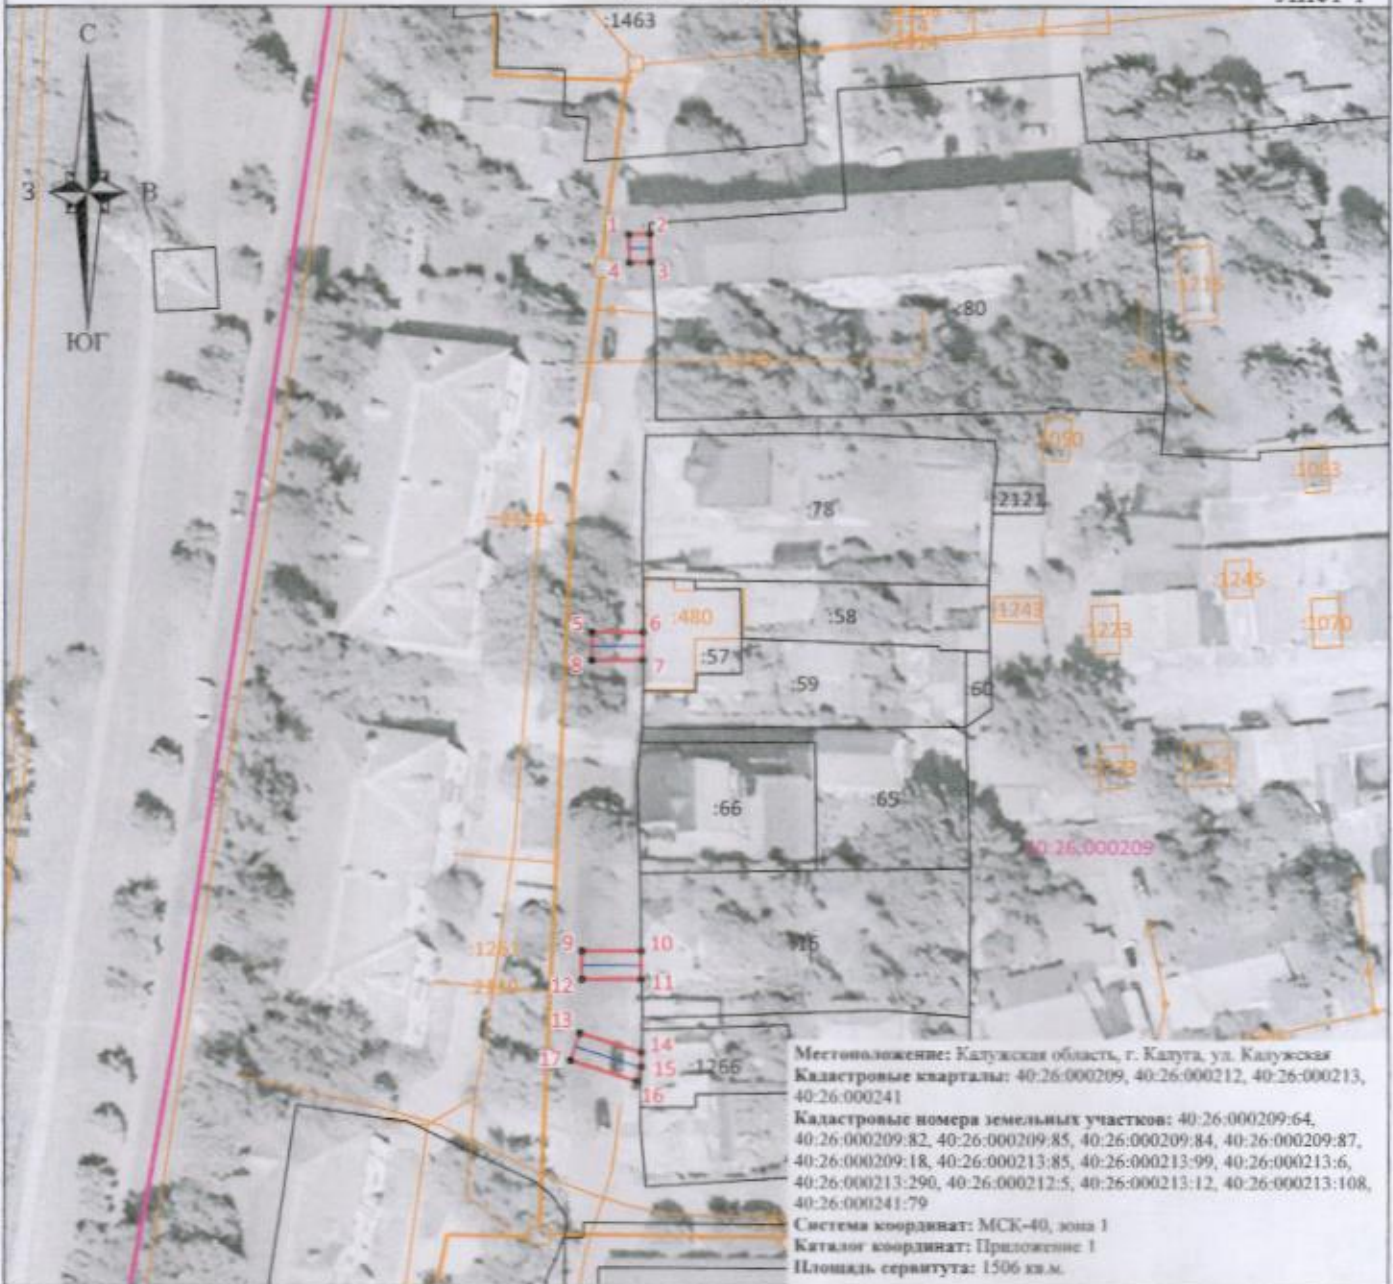 :1463
С
З
В
ЮГ
1
2
4
3
:80
:1090
:1083
:78
:2121
:1245
:480
:58
:1243
:1223
:1070
5
6
8
7
:57
:59
:60
:66
:65
40:26:000209
9
10
12
11
13
14
17
15
16
:1266
Местоположение: Калужская область, г. Калуга, ул. Калужская
Кадастровые кварталы: 40:26:000209, 40:26:000212, 40:26:000213,
40:26:000241
Кадастровые номера земельных участков: 40:26:000209:64,
40:26:000209:82, 40:26:000209:85, 40:26:000209:84, 40:26:000209:87,
40:26:000209:18, 40:26:000213:85, 40:26:000213:99, 40:26:000213:6,
40:26:000213:290, 40:26:000212:5, 40:26:000213:12, 40:26:000213:108,
40:26:000241:79
Система координат: МСК-40, зона 1
Каталог координат: Приложение 1
Площадь сервитута: 1506 кв.м.